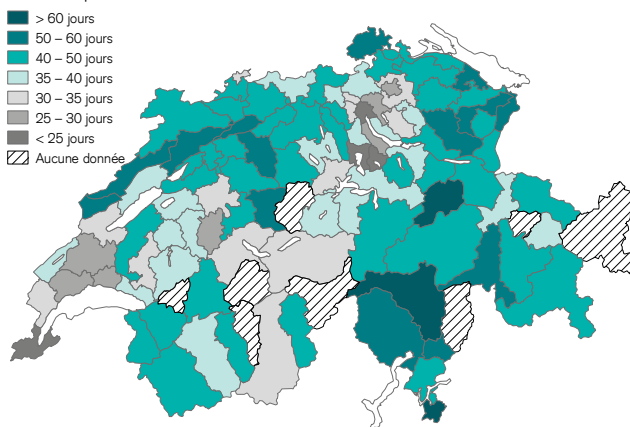 > 60 jours
50 – 60 jours
40 – 50 jours
35 – 40 jours
30 – 35 jours
25 – 30 jours
< 25 jours
Aucune donnée